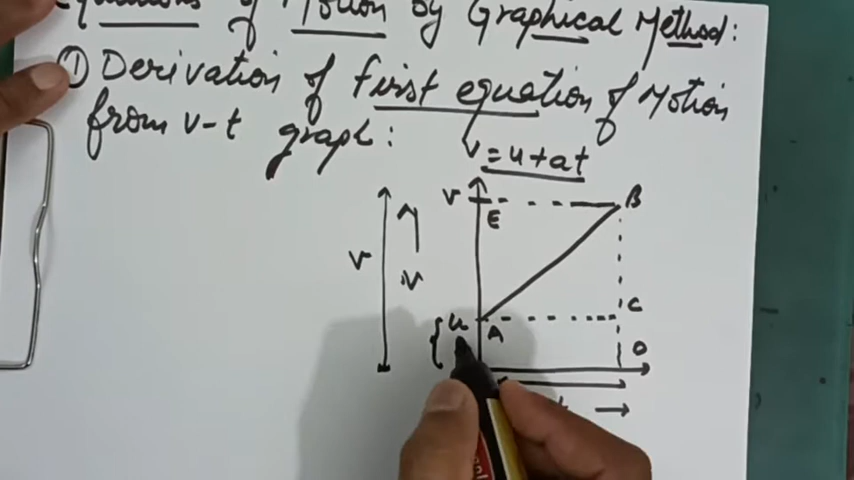 Equations of Motion by Graphical Method:
① Derivation of first equation of Motion
from v-t graph:
v = u + at
v
E
B
v
v
u
A
C
D
t